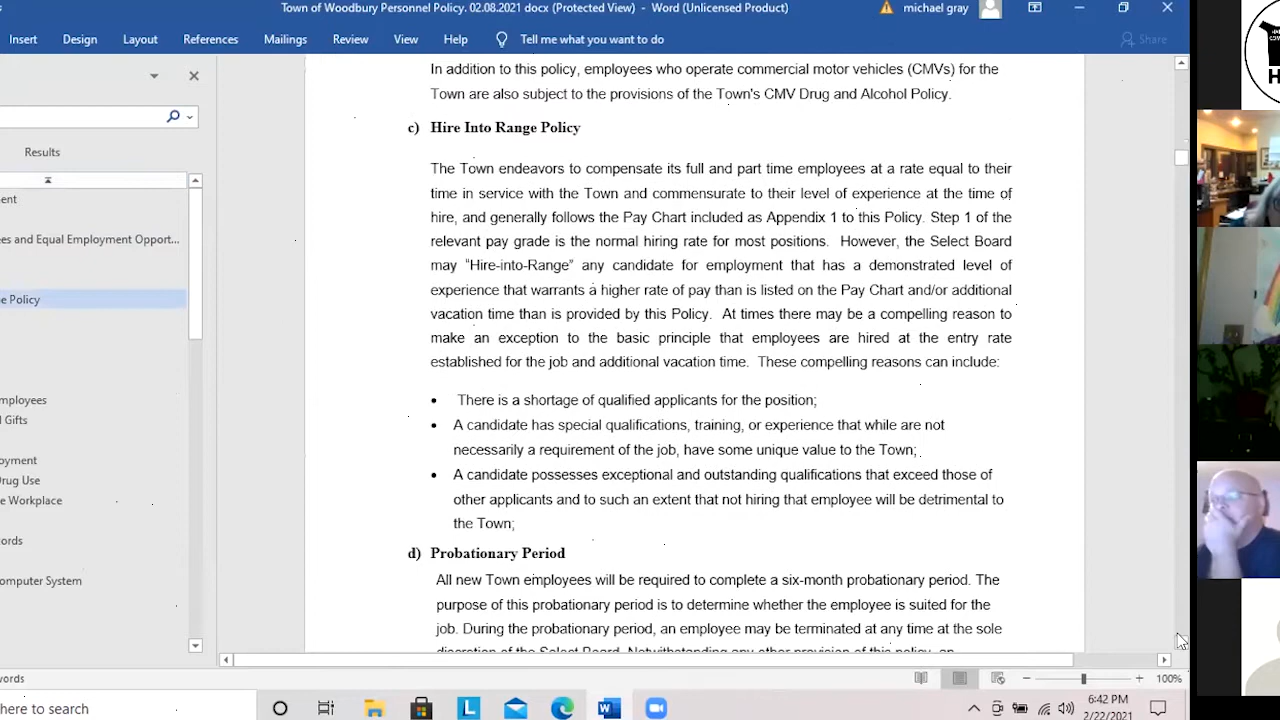 Town of Woodbury Personnel Policy. 02.08.2021 docx (Protected View) - Word (Unlicensed Product)
michael gray
Insert
Design
Layout
References
Mailings
Review
View
Help
Tell me what you want to do
Share
In addition to this policy, employees who operate commercial motor vehicles (CMVs) for the
Town are also subject to the provisions of the Town's CMV Drug and Alcohol Policy.
c) Hire Into Range Policy
Results
The Town endeavors to compensate its full and part time employees at a rate equal to their
time in service with the Town and commensurate to their level of experience at the time of
hire, and generally follows the Pay Chart included as Appendix 1 to this Policy. Step 1 of the
relevant pay grade is the normal hiring rate for most positions. However, the Select Board
may “Hire-into-Range” any candidate for employment that has a demonstrated level of
experience that warrants a higher rate of pay than is listed on the Pay Chart and/or additional
vacation time than is provided by this Policy. At times there may be a compelling reason to
make an exception to the basic principle that employees are hired at the entry rate
established for the job and additional vacation time. These compelling reasons can include:
• There is a shortage of qualified applicants for the position;
• A candidate has special qualifications, training, or experience that while are not
necessarily a requirement of the job, have some unique value to the Town;
• A candidate possesses exceptional and outstanding qualifications that exceed those of
other applicants and to such an extent that not hiring that employee will be detrimental to
the Town;
d) Probationary Period
All new Town employees will be required to complete a six-month probationary period. The
purpose of this probationary period is to determine whether the employee is suited for the
job. During the probationary period, an employee may be terminated at any time at the sole
discretion of the Select Board. Notwithstanding any other provision of this policy, an
ent
ees and Equal Employment Opport...
e Policy
mployees
l Gifts
oyment
rug Use
e Workplace
ords
omputer System
words
100%
here to search
6:42 PM
2/22/2021
H